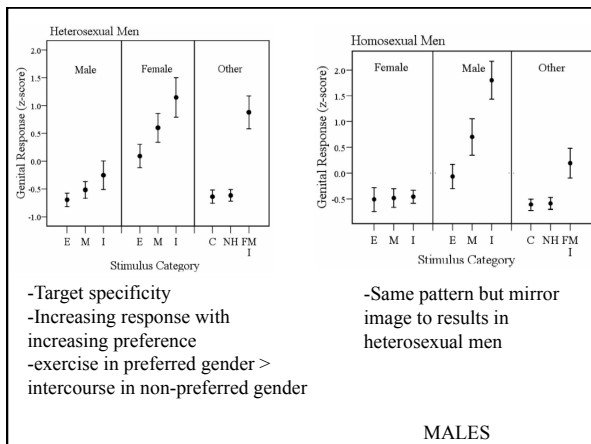 Heterosexual Men
Male Female Other
Genital Response (z-score)
2.0
1.5
1.0
0.5
0.0
-0.5
-1.0
E M I E M I C NH FM
I
Stimulus Category
-Target specificity
-Increasing response with
increasing preference
-exercise in preferred gender >
intercourse in non-preferred gender
Homosexual Men
Female Male Other
Genital Response (z-score)
2.0
1.5
1.0
0.5
0.0
-0.5
E M I E M I C NH FM
I
Stimulus Category
-Same pattern but mirror
image to results in
heterosexual men
MALES